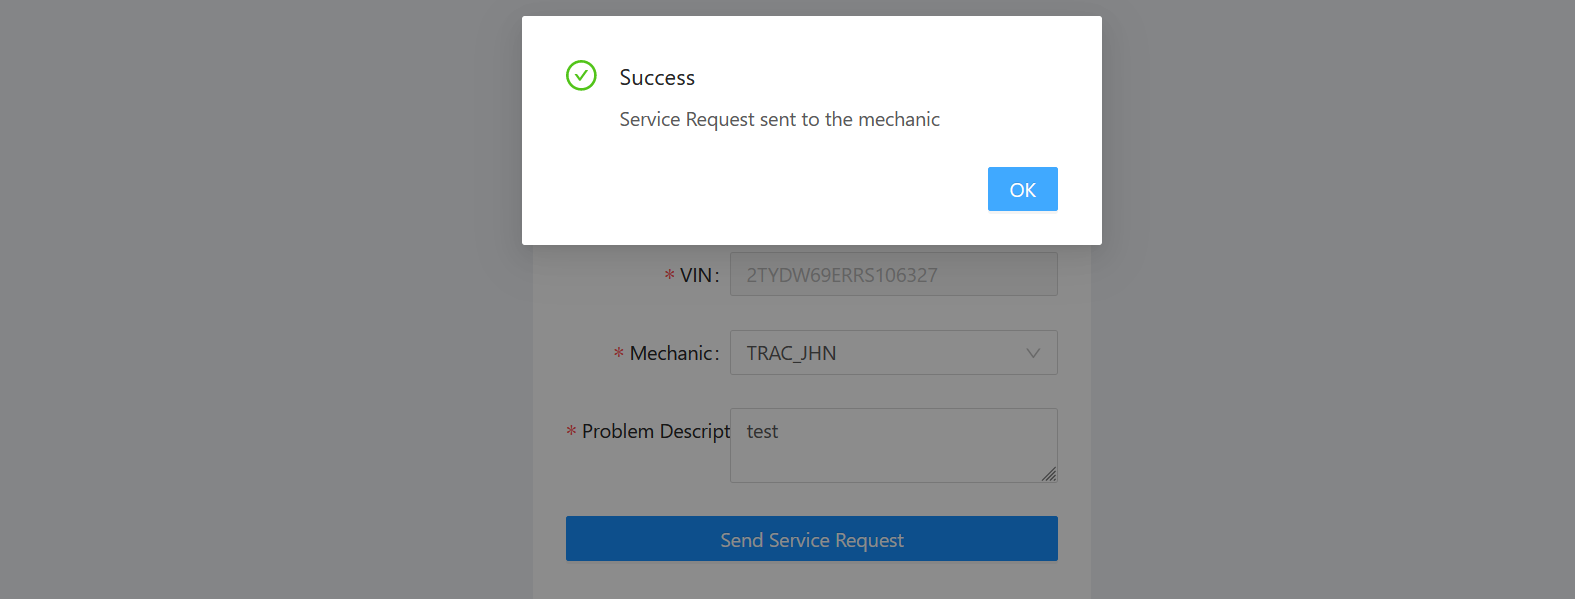 Success
Service Request sent to the mechanic
OK
* VIN: 2TYDW69ERRS106327
* Mechanic: TRAC_JHN
* Problem Descript test
Send Service Request